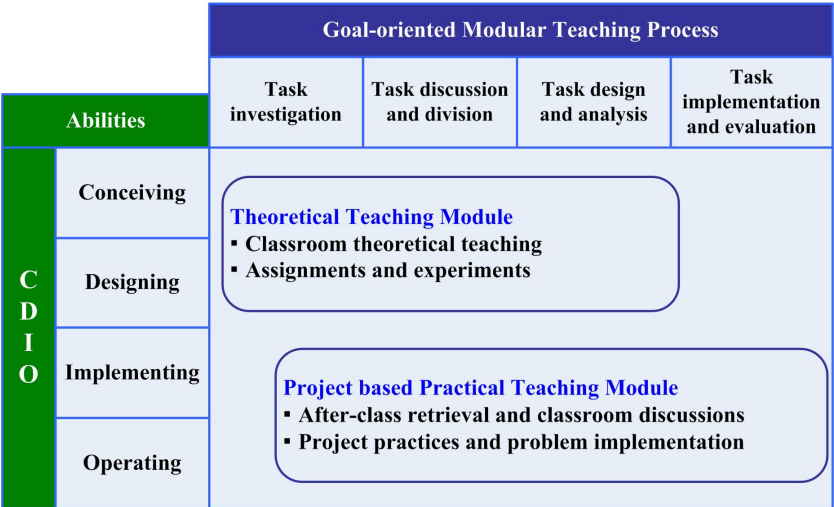 Goal-oriented Modular Teaching Process
Task
investigation
Task discussion
and division
Task design
and analysis
Task
implementation
and evaluation
Abilities
C
D
I
O
Conceiving
Designing
Implementing
Operating
Theoretical Teaching Module
▪ Classroom theoretical teaching
▪ Assignments and experiments
Project based Practical Teaching Module
▪ After-class retrieval and classroom discussions
▪ Project practices and problem implementation